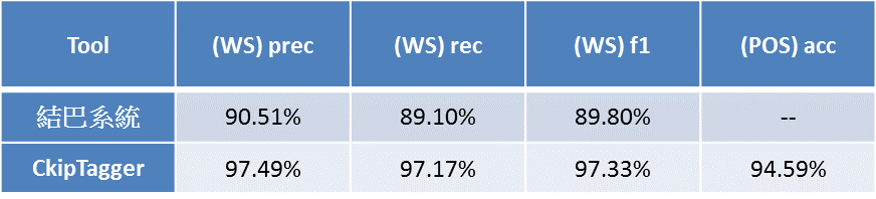 Tool (WS) prec (WS) rec (WS) f1 (POS) acc
結巴系統 90.51% 89.10% 89.80% --
CkipTagger 97.49% 97.17% 97.33% 94.59%